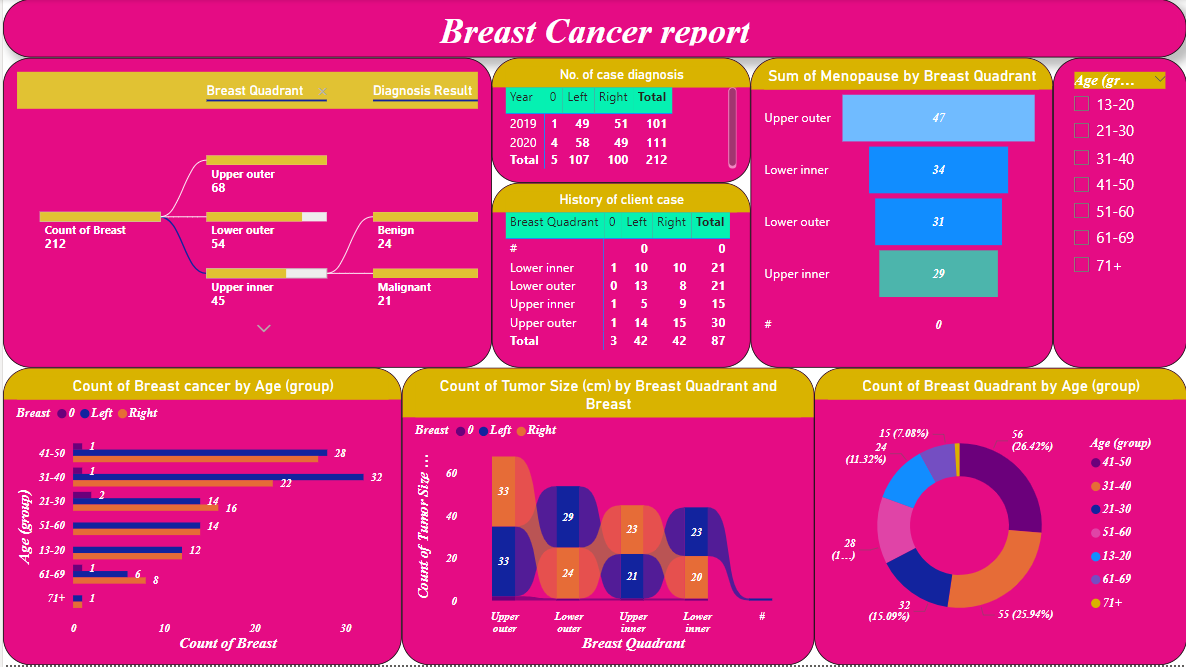 Breast Cancer report
Breast Quadrant ×
Diagnosis Result
Upper outer
68
Count of Breast
212
Lower outer
54
Upper inner
45
Benign
24
Malignant
21
No. of case diagnosis
Year 0 Left Right Total
2019 1 49 51 101
2020 4 58 49 111
Total 5 107 100 212
History of client case
Breast Quadrant 0 Left Right Total
# 0 0
Lower inner 1 10 10 21
Lower outer 0 13 8 21
Upper inner 1 5 9 15
Upper outer 1 14 15 30
Total 3 42 42 87
Sum of Menopause by Breast Quadrant
Upper outer 47
Lower inner 34
Lower outer 31
Upper inner 29
# 0
Age (gr...
13-20
21-30
31-40
41-50
51-60
61-69
71+
Count of Breast cancer by Age (group)
Breast 0 Left Right
Age (group)
41-50 1 28
31-40 1 32 22
21-30 2 14 16
51-60 14
13-20 12
61-69 1 6 8
71+ 1
0 10 20 30
Count of Breast
Count of Tumor Size (cm) by Breast Quadrant and
Breast
Breast 0 Left Right
Count of Tumor Size ...
60
40
20
0
33 29 23 23
33 24 21 20
Upper outer
Lower outer
Upper inner
Lower inner
#
Breast Quadrant
Count of Breast Quadrant by Age (group)
15 (7.08%)
24
(11.32%)
28
(1...)
32
(15.09%)
55 (25.94%)
56
(26.42%)
Age (group)
41-50
31-40
21-30
51-60
13-20
61-69
71+